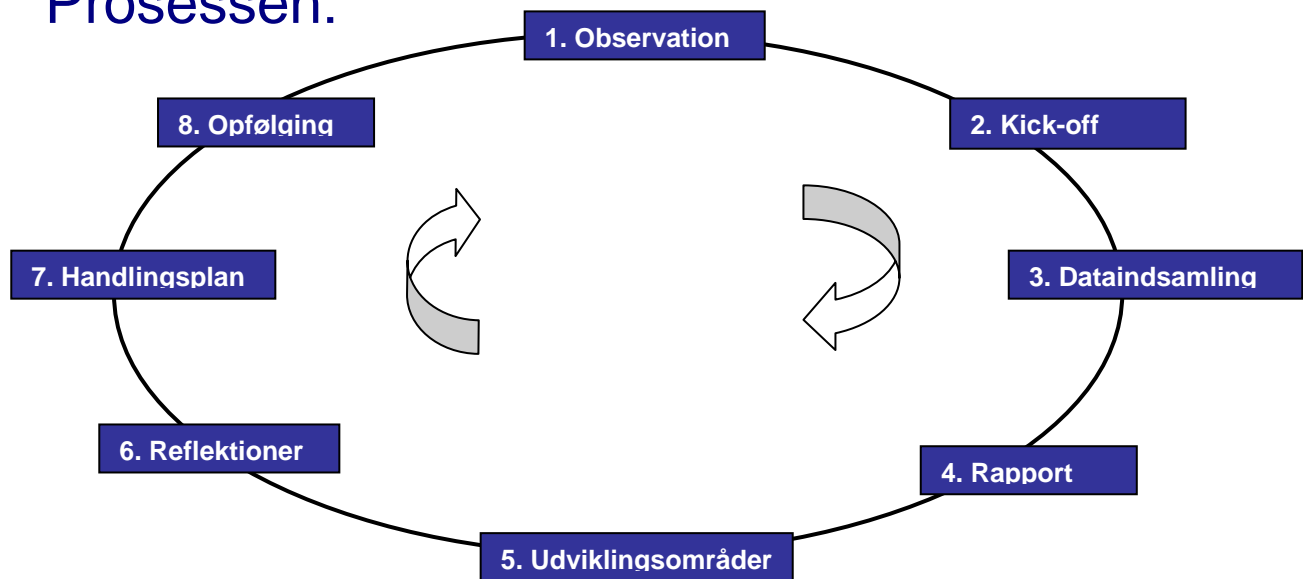 Prosessen:
1. Observation
2. Kick-off
3. Dataindsamling
4. Rapport
5. Udviklingsområder
6. Reflektioner
7. Handlingsplan
8. Opfølging